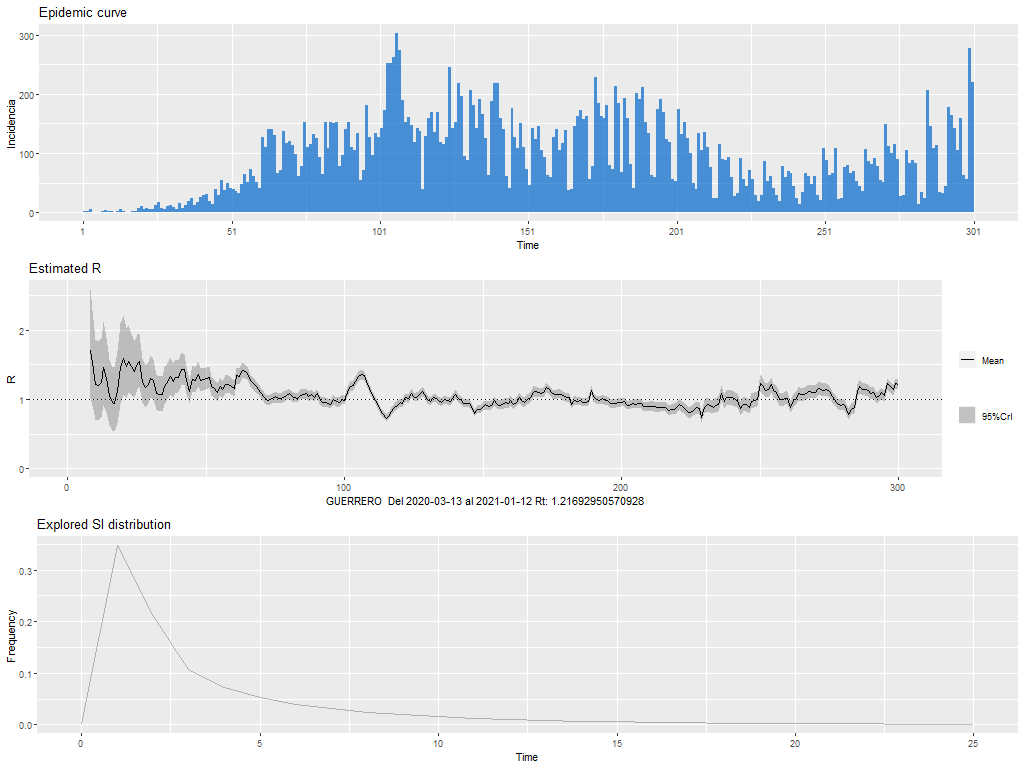 Epidemic curve
300
200
100
0
Incidencia
1
51
101
151
201
251
301
Time
Estimated R
2
1
0
R
0
100
200
300
GUERRERO Del 2020-03-13 al 2021-01-12 Rt: 1.21692950570928
Mean
95%CrI
Explored SI distribution
0.3
0.2
0.1
0.0
Frequency
0
5
10
15
20
25
Time